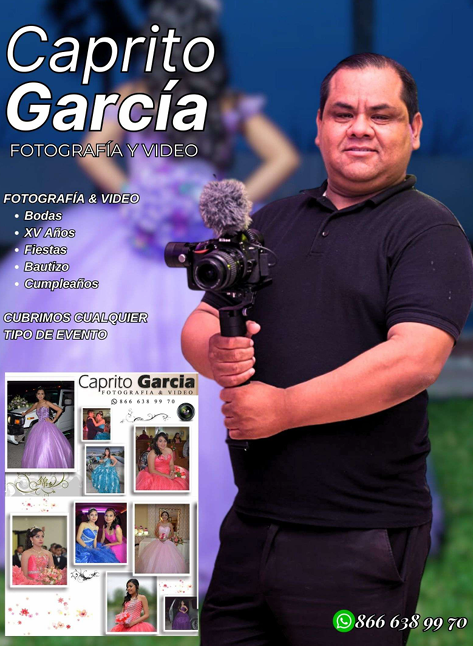 Caprito
García
FOTOGRAFÍA Y VIDEO
FOTOGRAFÍA & VIDEO
• Bodas
• XV Años
• Fiestas
• Bautizo
• Cumpleaños
CUBRIMOS CUALQUIER
TIPO DE EVENTO
Caprito Garcia
FOTOGRAFIA & VIDEO
866 638 99 70
Nikon
866 638 99 70